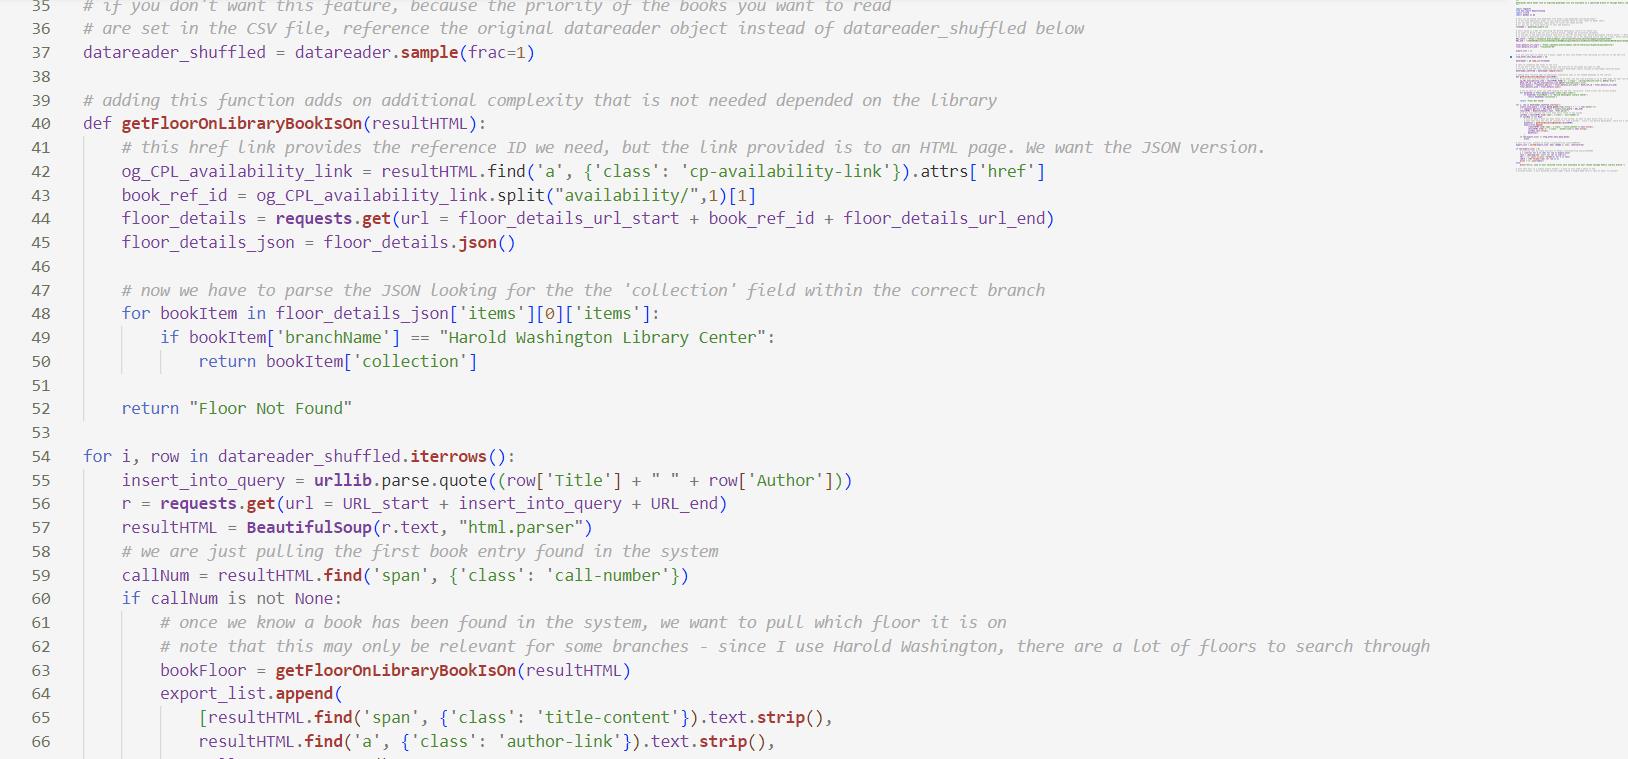 35 # if you don't want this feature, because the priority of the books you want to read
36 # are set in the CSV file, reference the original datareader object instead of datareader_shuffled below
37 datareader_shuffled = datareader.sample(frac=1)
38
39 # adding this function adds on additional complexity that is not needed depended on the library
40 def getFloorOnLibraryBookIsOn(resultHTML):
41 # this href link provides the reference ID we need, but the link provided is to an HTML page. We want the JSON version.
42 og_CPL_availability_link = resultHTML.find('a', {'class': 'cp-availability-link'}).attrs['href']
43 book_ref_id = og_CPL_availability_link.split("availability/",1)[1]
44 floor_details = requests.get(url = floor_details_url_start + book_ref_id + floor_details_url_end)
45 floor_details_json = floor_details.json()
46
47 # now we have to parse the JSON looking for the the 'collection' field within the correct branch
48 for bookItem in floor_details_json['items'][0]['items']:
49 if bookItem['branchName'] == "Harold Washington Library Center":
50 return bookItem['collection']
51
52 return "Floor Not Found"
53
54 for i, row in datareader_shuffled.iterrows():
55 insert_into_query = urllib.parse.quote((row['Title'] + " " + row['Author']))
56 r = requests.get(url = URL_start + insert_into_query + URL_end)
57 resultHTML = BeautifulSoup(r.text, "html.parser")
58 # we are just pulling the first book entry found in the system
59 callNum = resultHTML.find('span', {'class': 'call-number'})
60 if callNum is not None:
61 # once we know a book has been found in the system, we want to pull which floor it is on
62 # note that this may only be relevant for some branches - since I use Harold Washington, there are a lot of floors to search through
63 bookFloor = getFloorOnLibraryBookIsOn(resultHTML)
64 export_list.append(
65 [resultHTML.find('span', {'class': 'title-content'}).text.strip(),
66 resultHTML.find('a', {'class': 'author-link'}).text.strip(),